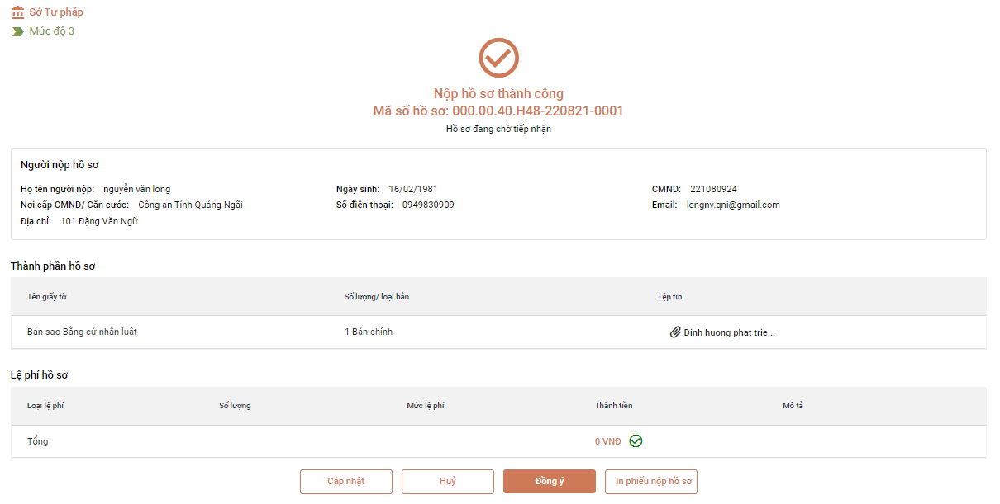 Sở Tư pháp
Mức độ 3
Nộp hồ sơ thành công
Mã số hồ sơ: 000.00.40.H48-220821-0001
Hồ sơ đang chờ tiếp nhận
Người nộp hồ sơ
Họ tên người nộp: nguyễn văn long Ngày sinh: 16/02/1981 CMND: 221080924
Nơi cấp CMND/ Căn cước: Công an Tỉnh Quảng Ngãi Số điện thoại: 0949830909 Email: longnv.qni@gmail.com
Địa chỉ: 101 Đặng Văn Ngữ
Thành phần hồ sơ
Tên giấy tờ Số lượng/ loại bản Tệp tin
Bản sao Bằng cử nhân luật 1 Bản chính Dinh huong phat trie...
Lệ phí hồ sơ
Loại lệ phí Số lượng Mức lệ phí Thành tiền Mô tả
Tổng 0 VNĐ
Cập nhật Huỷ Đồng ý In phiếu nộp hồ sơ